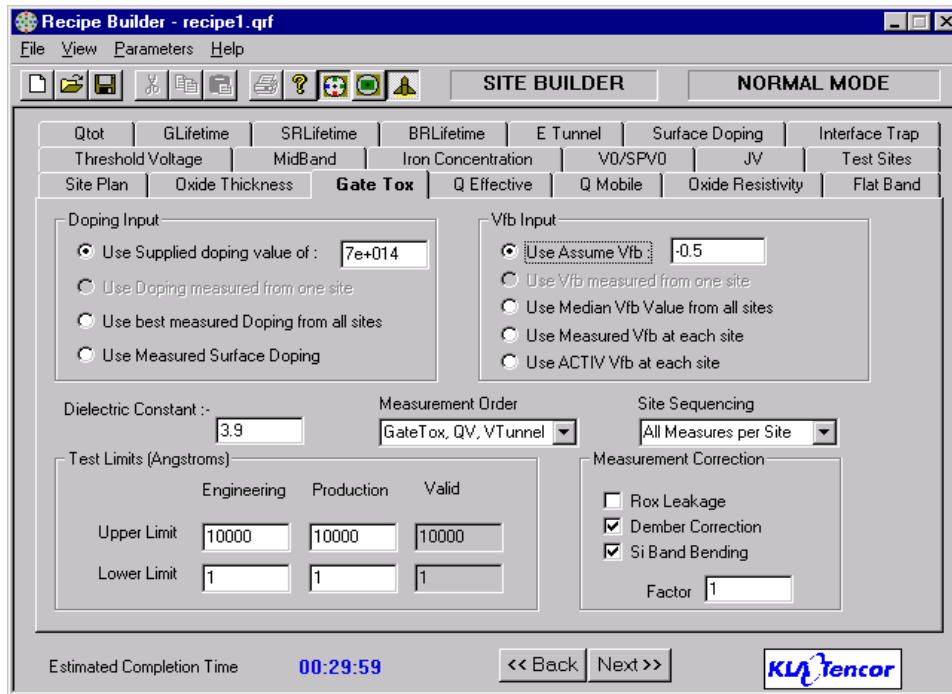 Recipe Builder - recipe1.qrf
File View Parameters Help
SITE BUILDER NORMAL MODE
Qtot GLifetime SRLifetime BRLifetime E Tunnel Surface Doping Interface Trap
Threshold Voltage MidBand Iron Concentration V0/SPV0 JV Test Sites
Site Plan Oxide Thickness Gate Tox Q Effective Q Mobile Oxide Resistivity Flat Band
Doping Input
Use Supplied doping value of : 7e+014
Use Doping measured from one site
Use best measured Doping from all sites
Use Measured Surface Doping
Vfb Input
Use Assume Vfb : -0.5
Use Vfb measured from one site
Use Median Vfb Value from all sites
Use Measured Vfb at each site
Use ACTIV Vfb at each site
Dielectric Constant :-
3.9
Measurement Order
GateTox, QV, VTunnel
Site Sequencing
All Measures per Site
Test Limits (Angstroms)
Engineering Production Valid
Upper Limit 10000 10000 10000
Lower Limit 1 1 1
Measurement Correction
Rox Leakage
Dember Correction
Si Band Bending
Factor 1
Estimated Completion Time 00:29:59 << Back Next >>
KLA Tencor